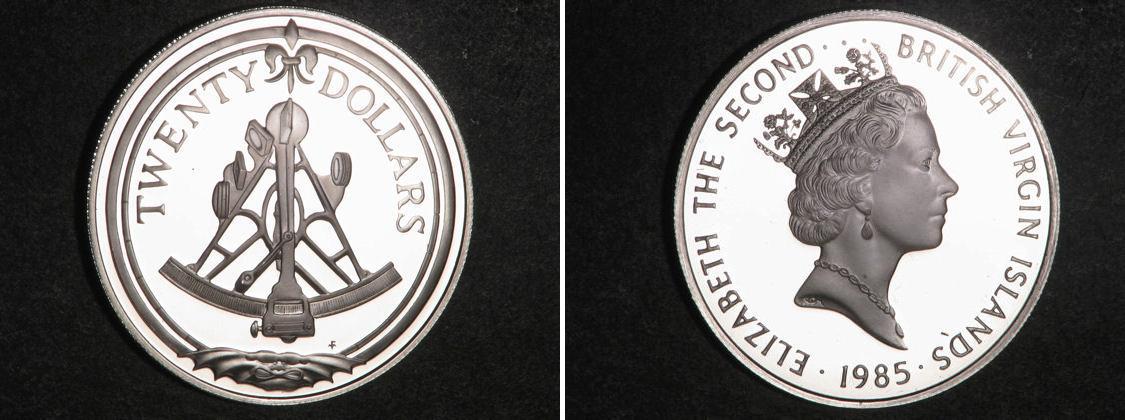 TWENTY DOLLARS
F
ELIZABETH THE SECOND · · · BRITISH VIRGIN ISLANDS · 1985 ·